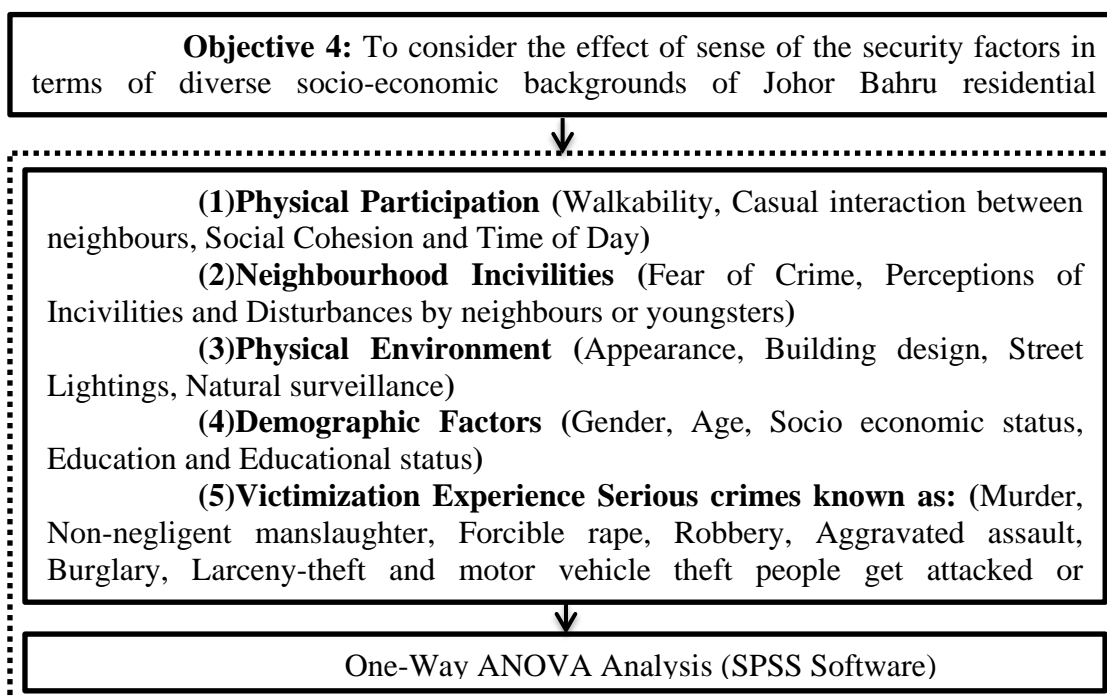 Objective 4: To consider the effect of sense of the security factors in
terms of diverse socio-economic backgrounds of Johor Bahru residential
(1)Physical Participation (Walkability, Casual interaction between
neighbours, Social Cohesion and Time of Day)
(2)Neighbourhood Incivilities (Fear of Crime, Perceptions of
Incivilities and Disturbances by neighbours or youngsters)
(3)Physical Environment (Appearance, Building design, Street
Lightings, Natural surveillance)
(4)Demographic Factors (Gender, Age, Socio economic status,
Education and Educational status)
(5)Victimization Experience Serious crimes known as: (Murder,
Non-negligent manslaughter, Forcible rape, Robbery, Aggravated assault,
Burglary, Larceny-theft and motor vehicle theft people get attacked or
One-Way ANOVA Analysis (SPSS Software)